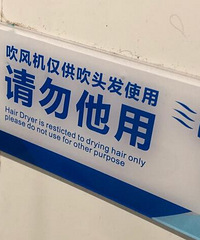 吹风机仅供吹头发使用
请勿他用
Hair Dryer is resticted to drying hair only
please do not use for other purpose